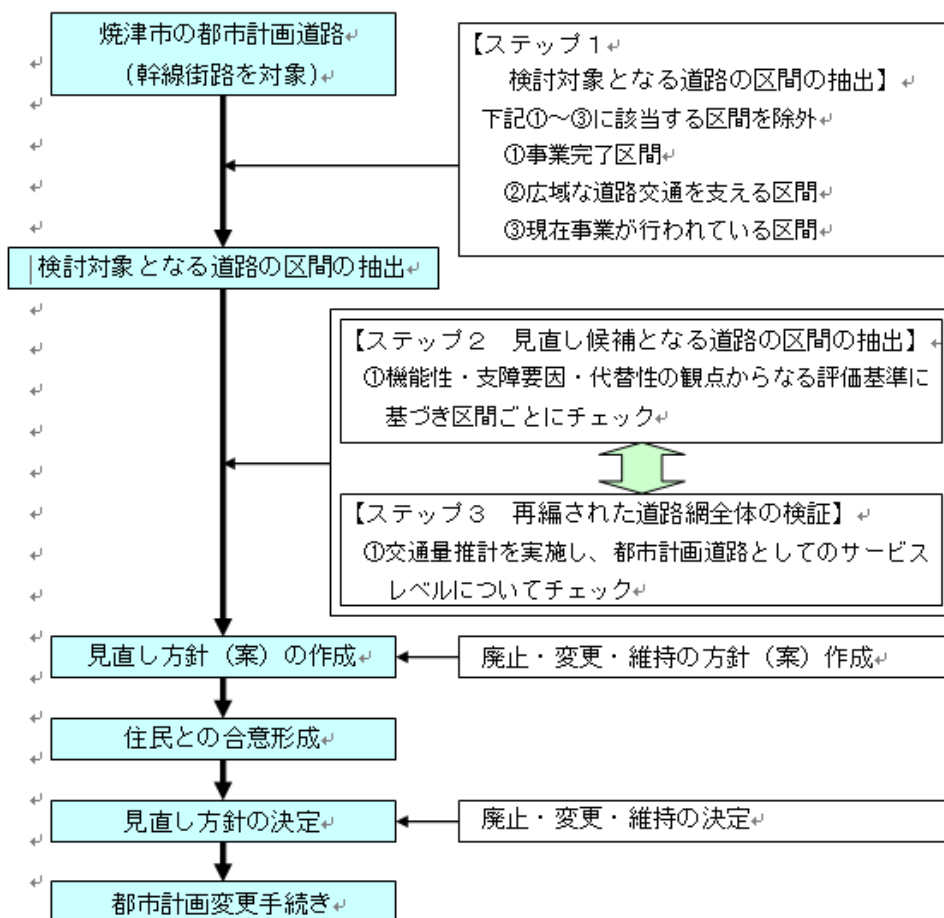 焼津市の都市計画道路
（幹線街路を対象）
【ステップ１
検討対象となる道路の区間の抽出】
下記①～③に該当する区間を除外
①事業完了区間
②広域な道路交通を支える区間
③現在事業が行われている区間
検討対象となる道路の区間の抽出
【ステップ２　見直し候補となる道路の区間の抽出】
①機能性・支障要因・代替性の観点からなる評価基準に
基づき区間ごとにチェック
【ステップ３　再編された道路網全体の検証】
①交通量推計を実施し、都市計画道路としてのサービス
レベルについてチェック
見直し方針（案）の作成
廃止・変更・維持の方針（案）作成
住民との合意形成
見直し方針の決定
廃止・変更・維持の決定
都市計画変更手続き